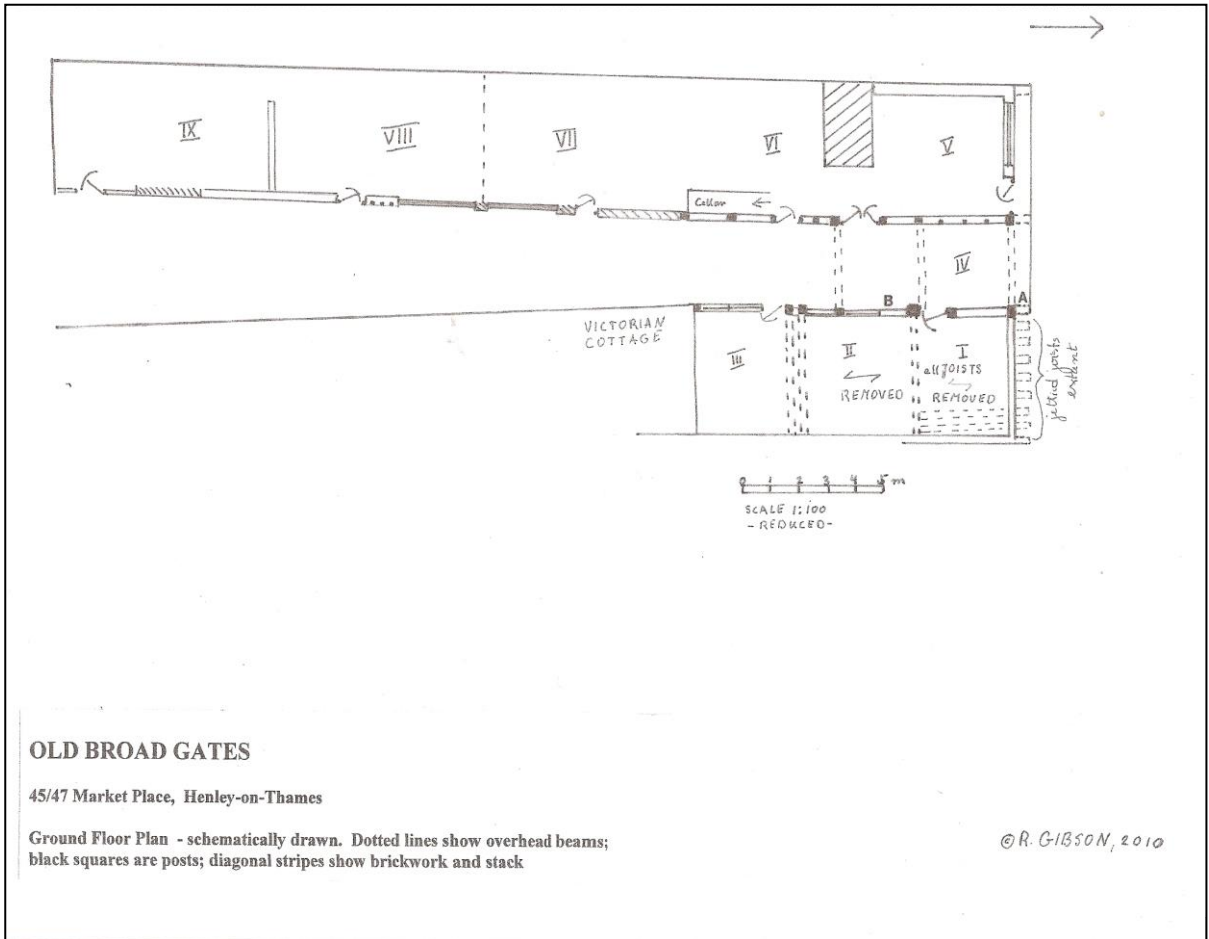 IX
VIII
VII
VI
V
Cellar
IV
B
A
VICTORIAN
COTTAGE
III
II
I
all JOISTS
REMOVED
REMOVED
jettied joists
extant
0 1 2 3 4 5 m
SCALE 1:100
- REDUCED -
OLD BROAD GATES
45/47 Market Place, Henley-on-Thames
Ground Floor Plan - schematically drawn. Dotted lines show overhead beams;
black squares are posts; diagonal stripes show brickwork and stack
© R. GIBSON, 2010